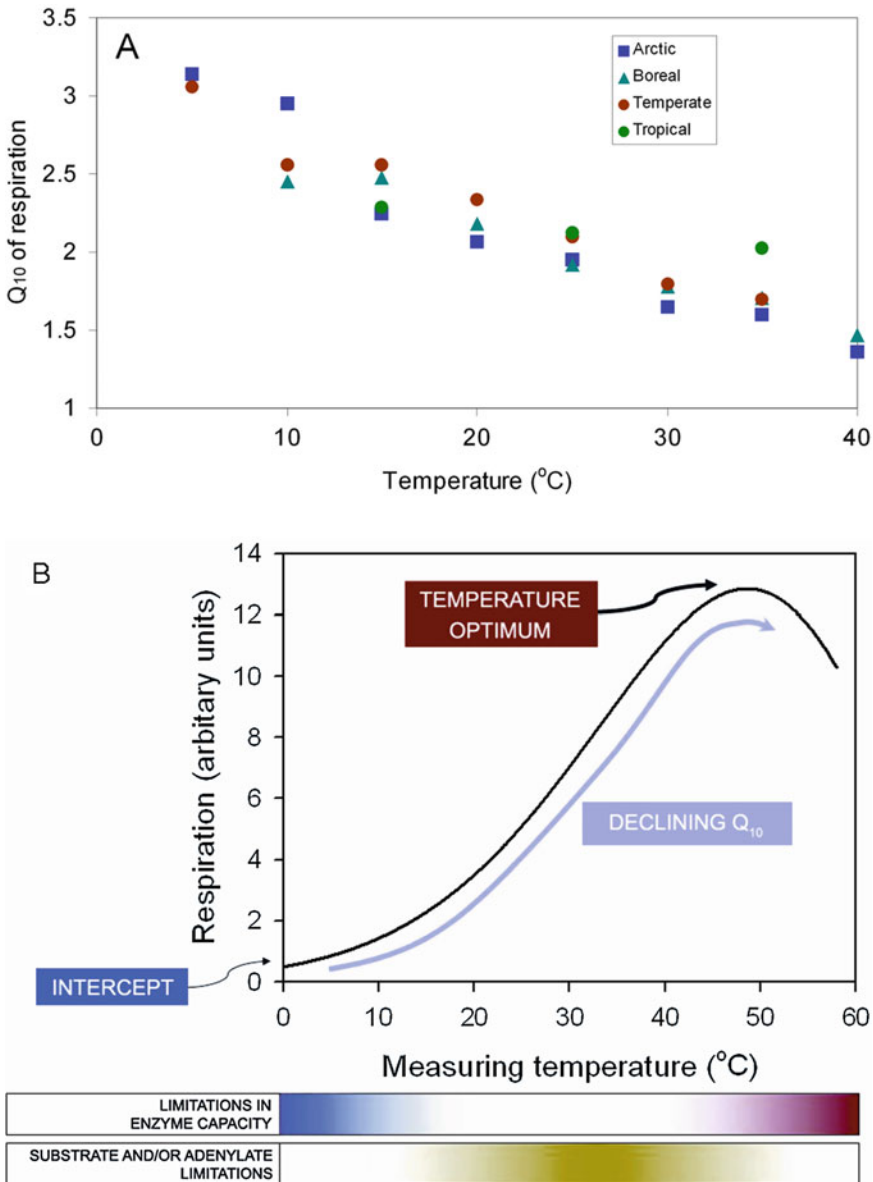 A
3.5
3
2.5
2
1.5
1
Q10 of respiration
0
10
20
30
40
Temperature (°C)
Arctic
Boreal
Temperate
Tropical
B
14
12
10
8
6
4
2
0
Respiration (arbitary units)
TEMPERATURE
OPTIMUM
DECLINING Q10
INTERCEPT
0
10
20
30
40
50
60
Measuring temperature (°C)
LIMITATIONS IN
ENZYME CAPACITY
SUBSTRATE AND/OR ADENYLATE
LIMITATIONS